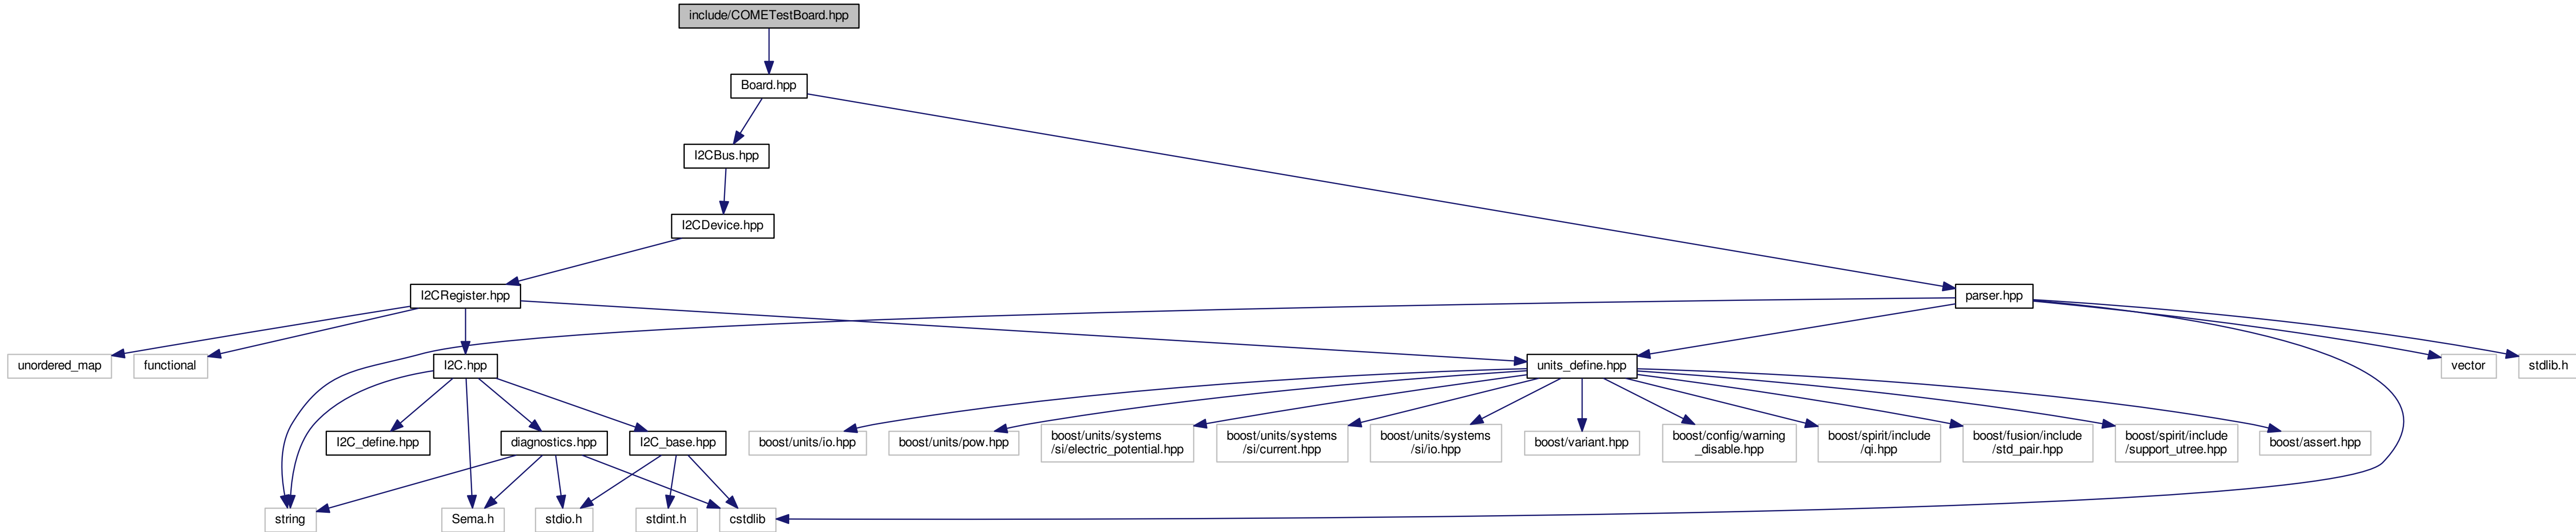 include/COMETestBoard.hpp
Board.hpp
I2CBus.hpp
I2CDevice.hpp
I2CRegister.hpp
parser.hpp
unordered_map
functional
I2C.hpp
units_define.hpp
vector
stdlib.h
I2C_define.hpp
diagnostics.hpp
I2C_base.hpp
boost/units/io.hpp
boost/units/pow.hpp
boost/units/systems
/si/electric_potential.hpp
boost/units/systems
/si/current.hpp
boost/units/systems
/si/io.hpp
boost/variant.hpp
boost/config/warning
_disable.hpp
boost/spirit/include
/qi.hpp
boost/fusion/include
/std_pair.hpp
boost/spirit/include
/support_utree.hpp
boost/assert.hpp
string
Sema.h
stdio.h
stdint.h
cstdlib